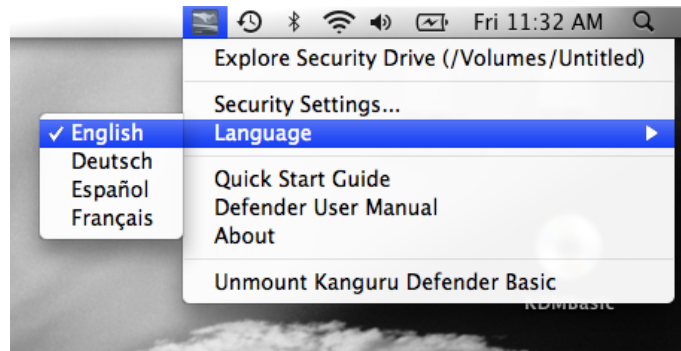 Fri 11:32 AM
Explore Security Drive (/Volumes/Untitled)
Security Settings...
Language
✓ English
Deutsch
Español
Français
Quick Start Guide
Defender User Manual
About
Unmount Kanguru Defender Basic
KDMBasic